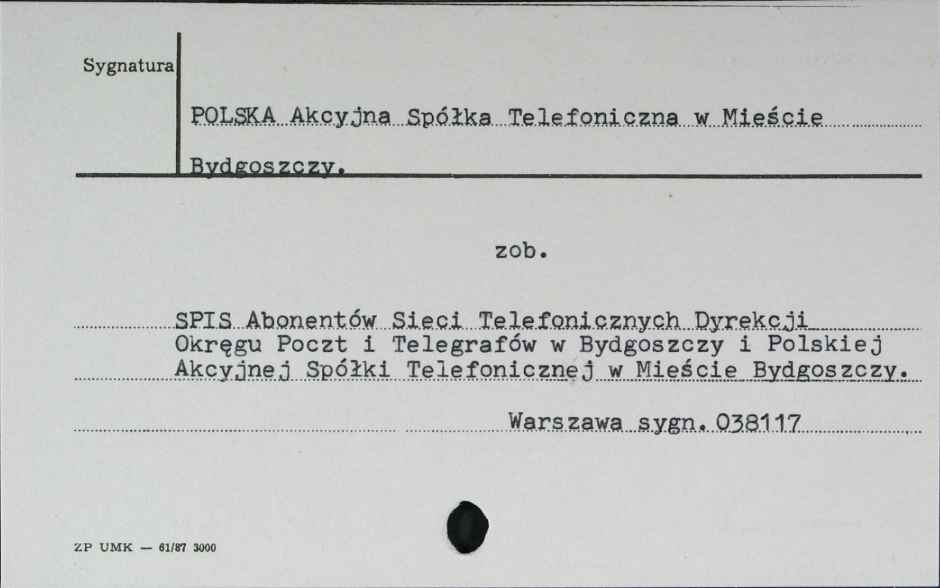 Sygnatura
POLSKA Akcyjna Spółka Telefoniczna w Mieście
Bydgoszczy.
zob.
SPIS Abonentów Sieci Telefonicznych Dyrekcji
Okręgu Poczt i Telegrafów w Bydgoszczy i Polskiej
Akcyjnej Spółki Telefonicznej w Mieście Bydgoszczy.
Warszawa sygn. 038117
ZP UMK — 61/87 3000